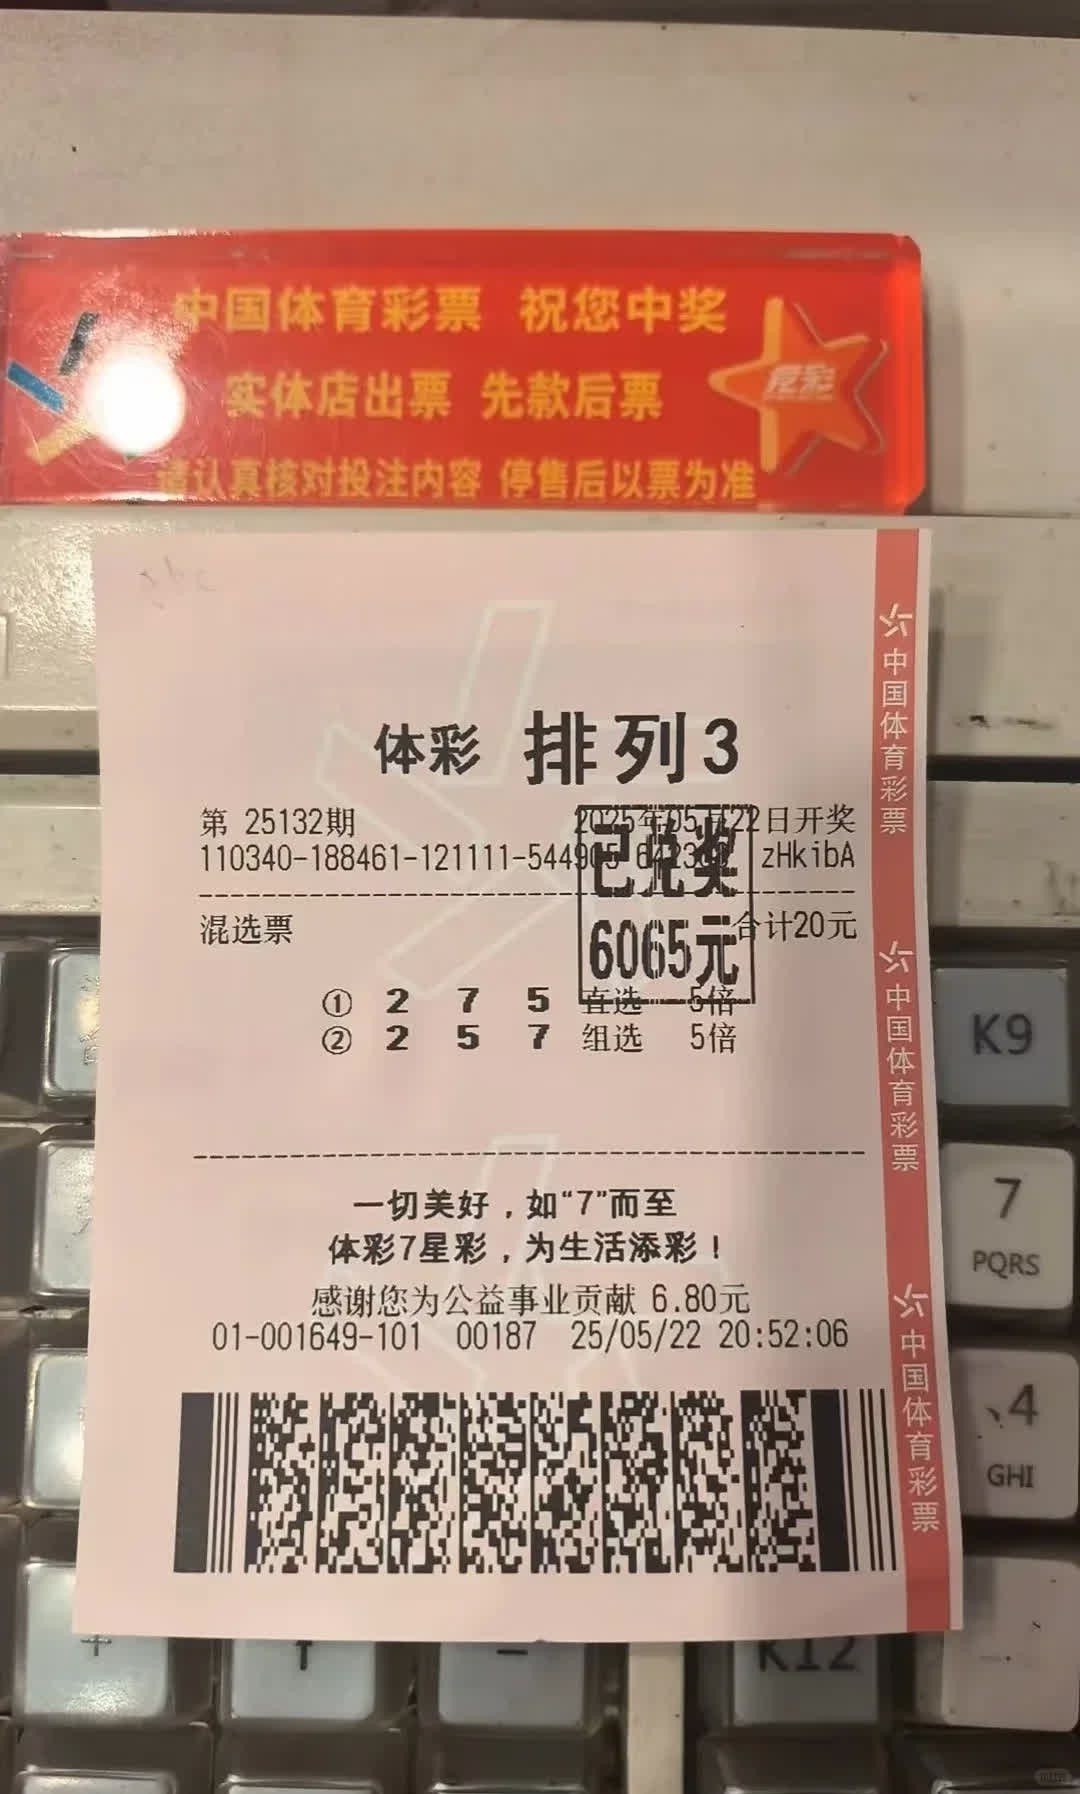 中国体育彩票 祝您中奖
实体店出票 先款后票
请认真核对投注内容 停售后以票为准
体彩 排列3
第 25132期 2025年05月22日开奖
110340-188461-121111-544905 zHkibA
已兑奖
6065元
混选票 合计20元
① 2 7 5 直选 5倍
② 2 5 7 组选 5倍
一切美好，如“7”而至
体彩7星彩，为生活添彩！
感谢您为公益事业贡献 6.80元
01-001649-101 00187 25/05/22 20:52:06
中国体育彩票
中国体育彩票
中国体育彩票
K9
7
PQRS
4
GHI
+
↑
-
K12